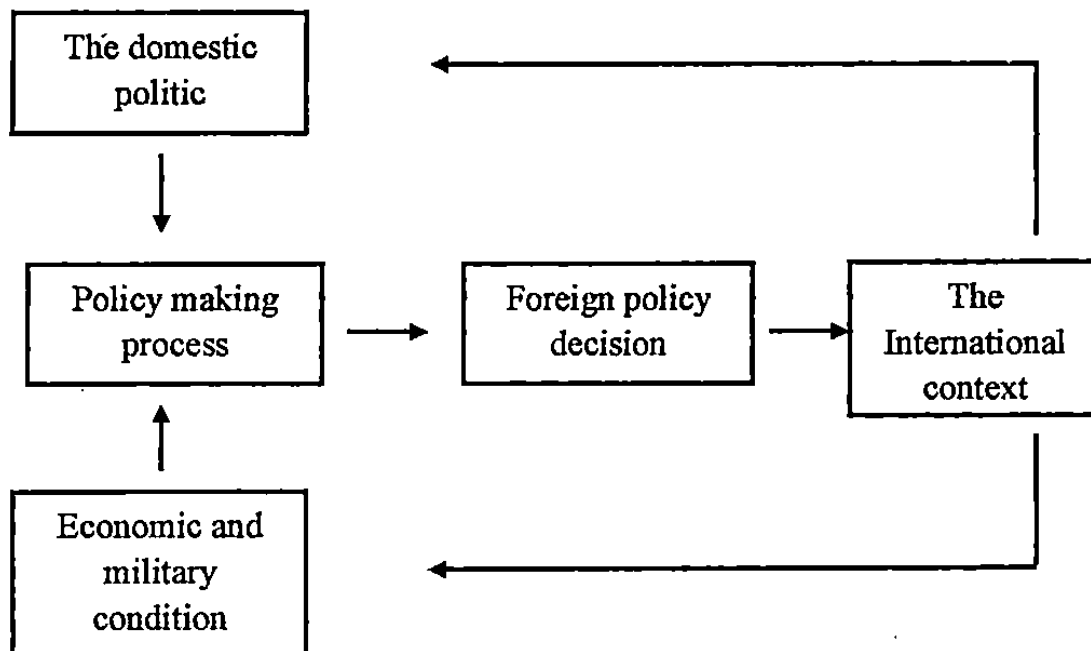 The domestic
politic
Policy making
process
Foreign policy
decision
The
International
context
Economic and
military
condition